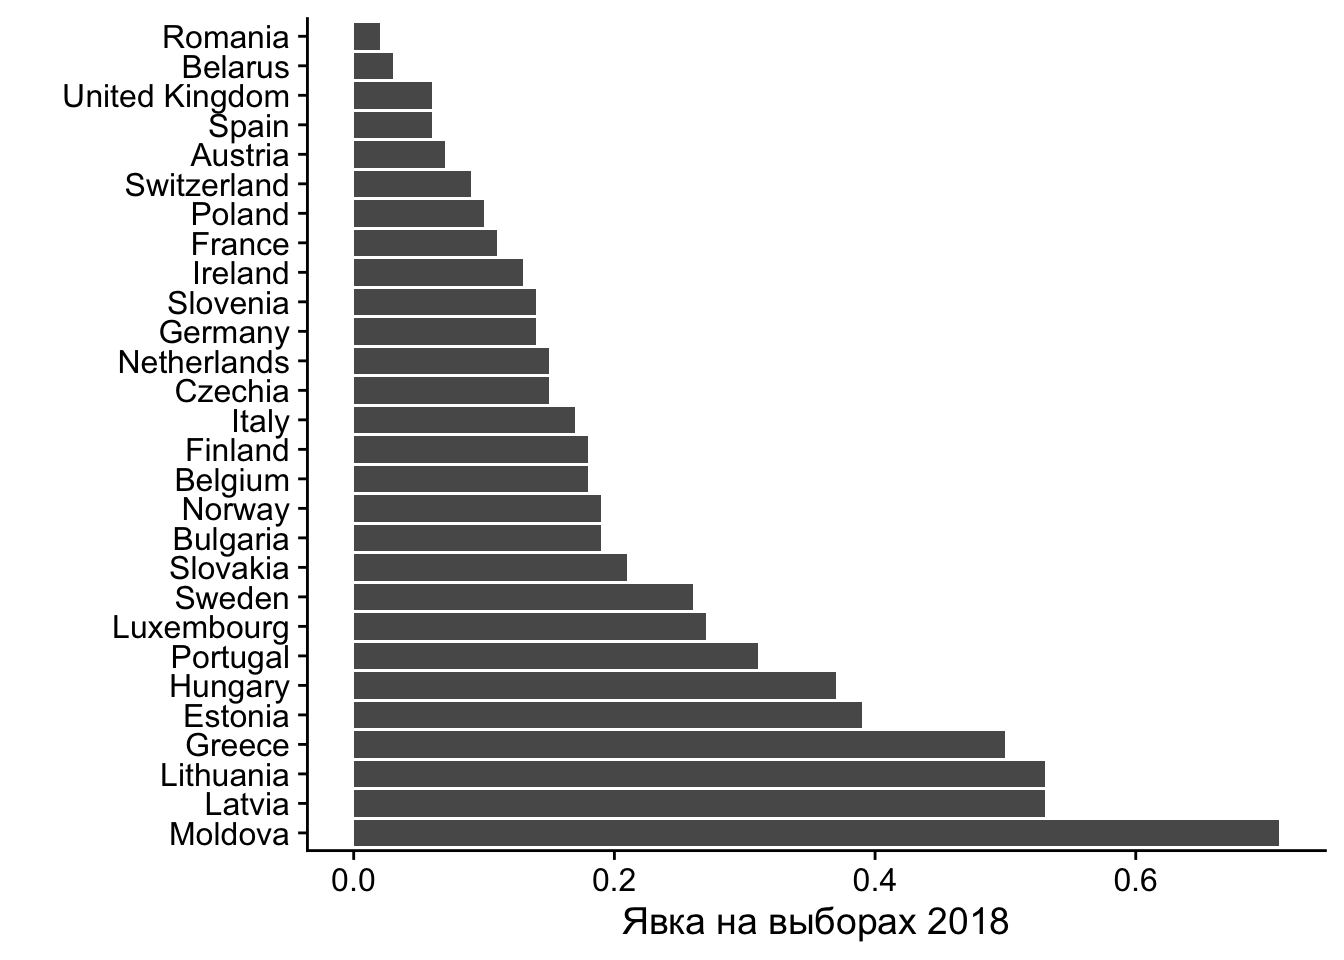 Romania
Belarus
United Kingdom
Spain
Austria
Switzerland
Poland
France
Ireland
Slovenia
Germany
Netherlands
Czechia
Italy
Finland
Belgium
Norway
Bulgaria
Slovakia
Sweden
Luxembourg
Portugal
Hungary
Estonia
Greece
Lithuania
Latvia
Moldova
0.0 0.2 0.4 0.6
Явка на выборах 2018